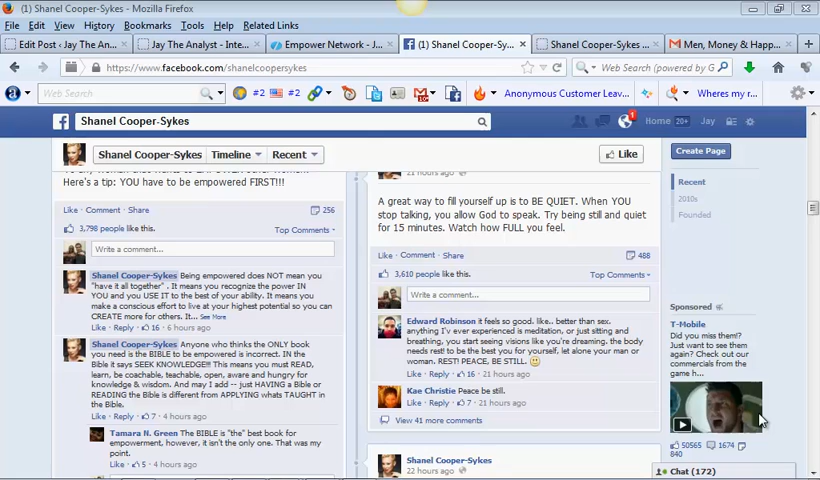 (1) Shanel Cooper-Sykes - Mozilla Firefox
File Edit View History Bookmarks Tools Help Related Links
Edit Post ‹ Jay The An...
Jay The Analyst - Inte...
Empower Network - J...
(1) Shanel Cooper-Sy...
Shanel Cooper-Sykes ...
Men, Money & Happ...
https://www.facebook.com/shanelcoopersykes
Web Search (powered by G
Web Search
#2
#2
Anonymous Customer Leav...
Wheres my r...
Shanel Cooper-Sykes
1
Home 20+
Jay
Shanel Cooper-Sykes
Timeline
Recent
Like
Create Page
Recent
2010s
Founded
Here's a tip: YOU have to be empowered FIRST!!!
Like · Comment · Share
256
3,798 people like this.
Top Comments
Write a comment...
Shanel Cooper-Sykes Being empowered does NOT mean you
"have it all together" . It means you recognize the power IN
YOU and you USE IT to the best of your ability. It means you
make a conscious effort to live at your highest potential so you can
CREATE more for others. It... See More
Like · Reply · 16 · 6 hours ago
Shanel Cooper-Sykes Anyone who thinks the ONLY book
you need is the BIBLE to be empowered is incorrect. IN the
Bible it says SEEK KNOWLEDGE!!! This means you must READ,
learn, be coachable, teachable, open, aware and hungry for
knowledge & wisdom. And may I add -- just HAVING a Bible or
READING the Bible is different from APPLYING whats TAUGHT in
the Bible.
Like · Reply · 7 · 4 hours ago
Tamara N. Green The BIBLE is "the" best book for
empowerment, however, it isn't the only one. That was my
point.
Like · 5 · 4 hours ago
21 hours ago
A great way to fill yourself up is to BE QUIET. When YOU
stop talking, you allow God to speak. Try being still and quiet
for 15 minutes. Watch how FULL you feel.
Like · Comment · Share
488
3,610 people like this.
Top Comments
Write a comment...
Edward Robinson it feels so good. like.. better than sex.
anything I'v ever experienced is meditation, or just sitting and
breathing, you start seeing visions like you're dreaming. the body
needs rest! to be the best you for yourself, let alone your man or
woman. REST! PEACE, BE STILL.
Like · Reply · 16 · 21 hours ago
Kae Christie Peace be still.
Like · Reply · 7 · 21 hours ago
View 41 more comments
Shanel Cooper-Sykes
22 hours ago
Sponsored
T-Mobile
Did you miss them!?
Just want to see them
again? Check out our
commercials from the
game h...
50565
1674
840
Chat (172)